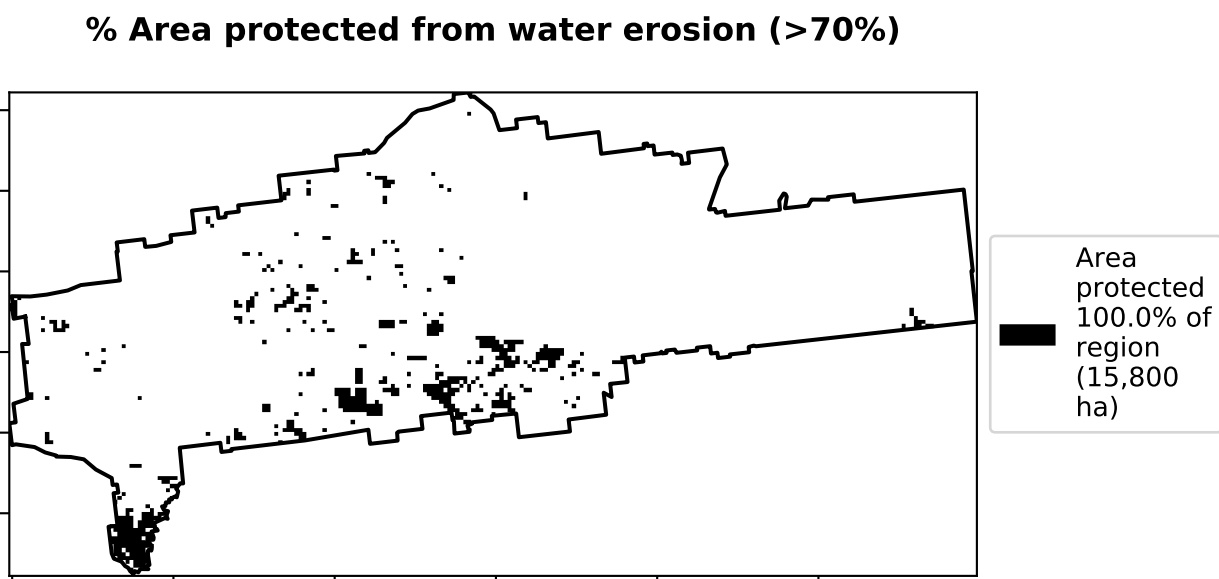 % Area protected from water erosion (>70%)
Area
protected
100.0% of
region
(15,800
ha)